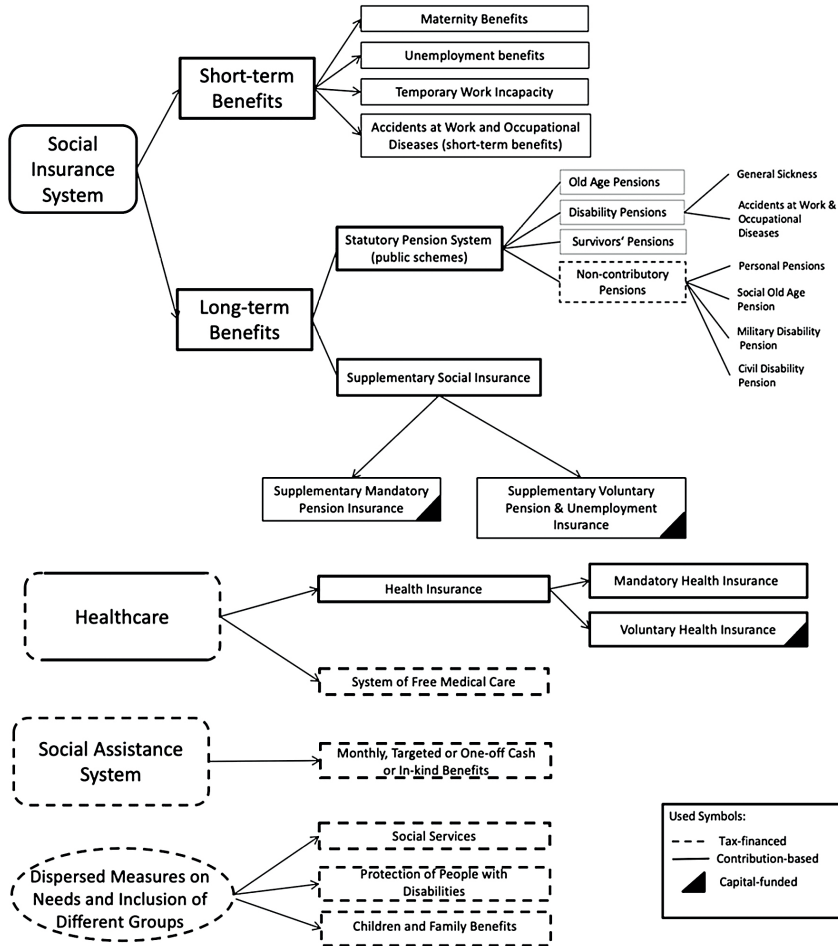 Maternity Benefits
Unemployment benefits
Short-term
Benefits
Temporary Work Incapacity
Accidents at Work and Occupational
Diseases (short-term benefits)
Social
Insurance
System
Old Age Pensions
General Sickness
Disability Pensions
Accidents at Work &
Occupational
Diseases
Statutory Pension System
(public schemes)
Survivors' Pensions
Non-contributory
Pensions
Personal Pensions
Social Old Age
Pension
Military Disability
Pension
Civil Disability
Pension
Long-term
Benefits
Supplementary Social Insurance
Supplementary Mandatory
Pension Insurance
Supplementary Voluntary
Pension & Unemployment
Insurance
Healthcare
Health Insurance
Mandatory Health Insurance
Voluntary Health Insurance
System of Free Medical Care
Social Assistance
System
Monthly, Targeted or One-off Cash
or In-kind Benefits
Dispersed Measures on
Needs and Inclusion of
Different Groups
Social Services
Protection of People with
Disabilities
Children and Family Benefits
Used Symbols:
Tax-financed
Contribution-based
Capital-funded